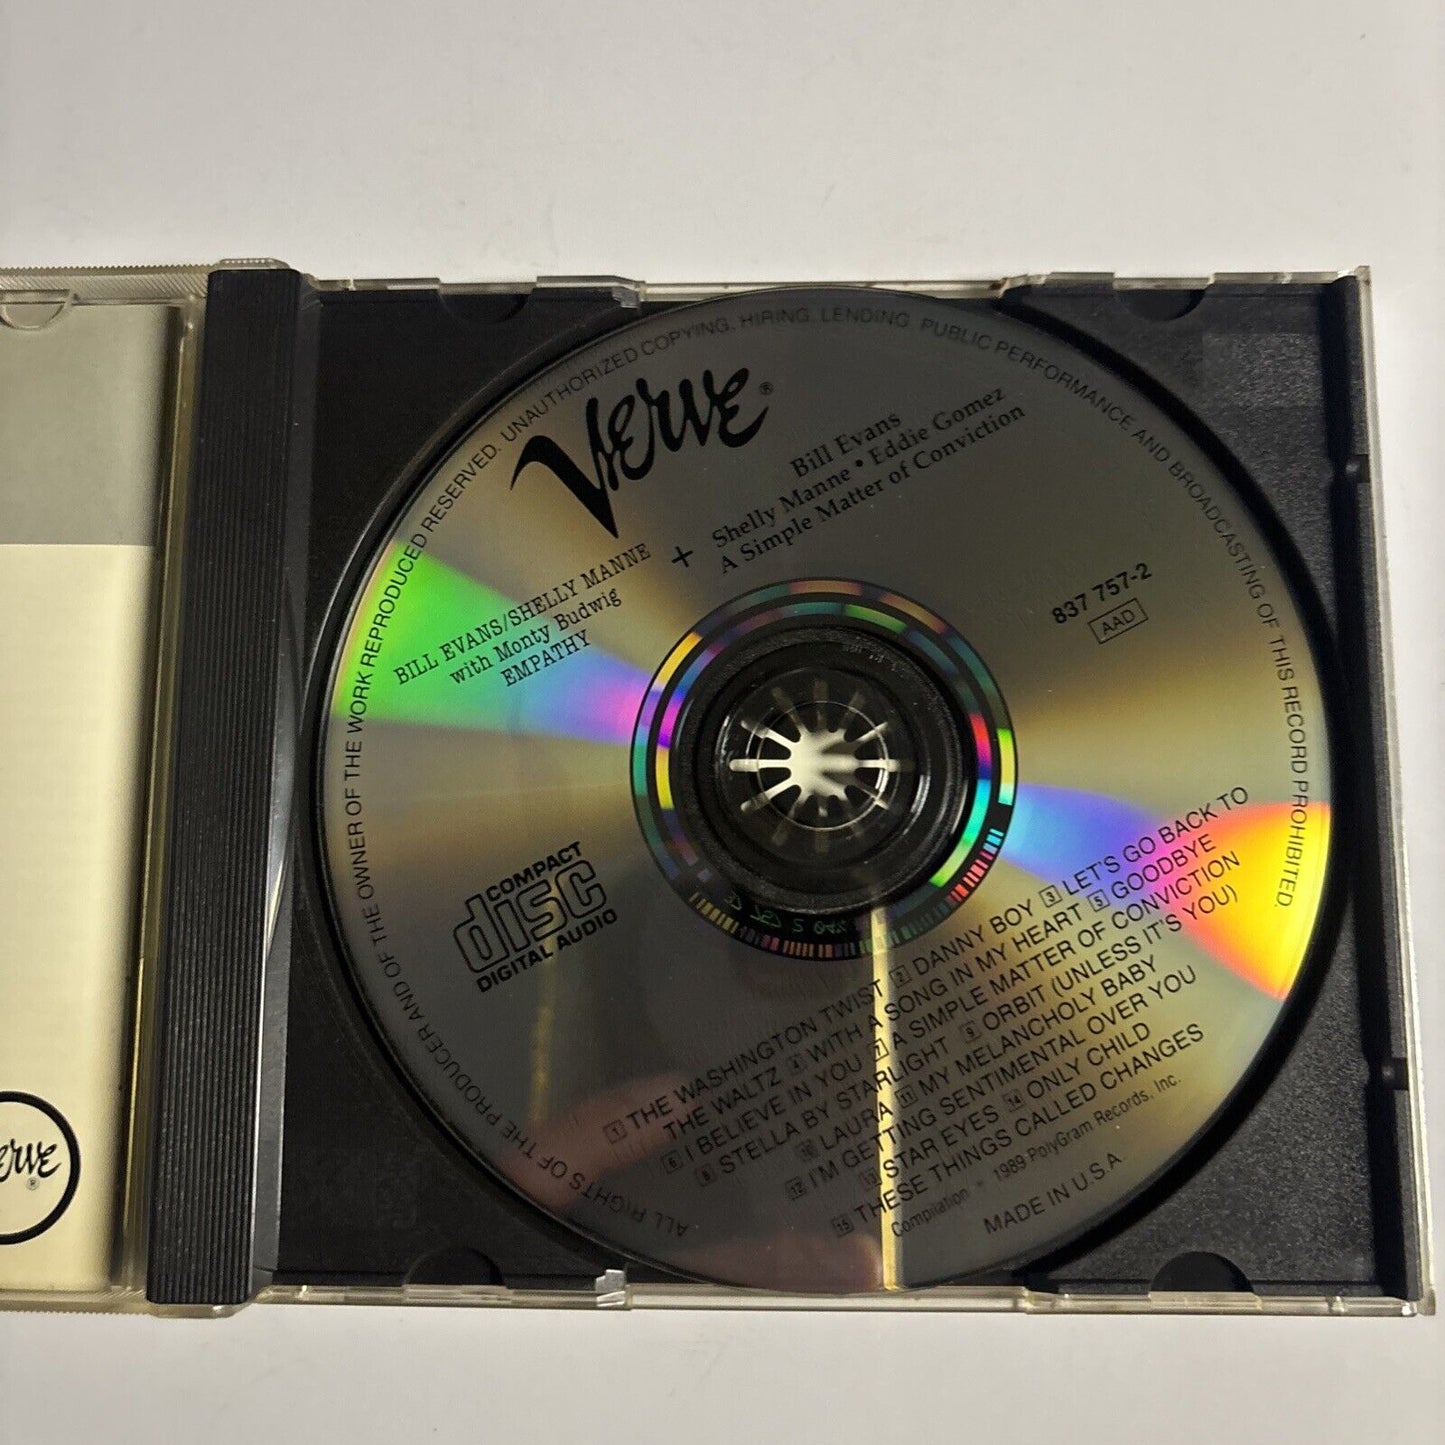 VERVE®
Bill Evans
Shelly Manne • Eddie Gomez
A Simple Matter of Conviction
+
BILL EVANS/SHELLY MANNE
with Monty Budwig
EMPATHY
837 757-2
AAD
COMPACT
disc
DIGITAL AUDIO
1 THE WASHINGTON TWIST 2 DANNY BOY 3 LET'S GO BACK TO
THE WALTZ 4 WITH A SONG IN MY HEART 5 GOODBYE
6 I BELIEVE IN YOU 7 A SIMPLE MATTER OF CONVICTION
8 STELLA BY STARLIGHT 9 ORBIT (UNLESS IT'S YOU)
10 LAURA 11 MY MELANCHOLY BABY
12 I'M GETTING SENTIMENTAL OVER YOU
13 STAR EYES 14 ONLY CHILD
15 THESE THINGS CALLED CHANGES
Compilation ℗ 1989 PolyGram Records, Inc.
MADE IN U.S.A.
ALL RIGHTS OF THE PRODUCER AND OF THE OWNER OF THE WORK REPRODUCED RESERVED. UNAUTHORIZED COPYING, HIRING, LENDING, PUBLIC PERFORMANCE AND BROADCASTING OF THIS RECORD PROHIBITED.